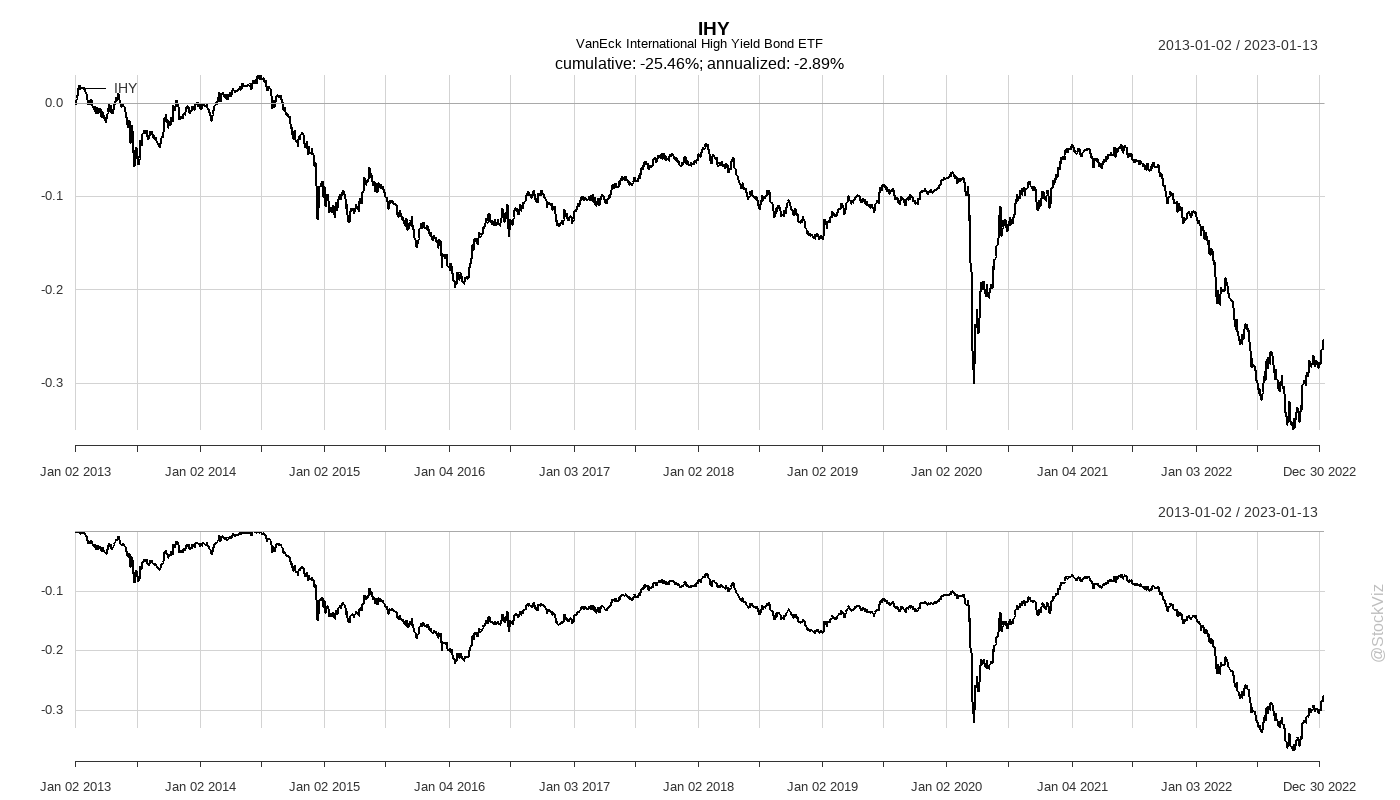 IHY
VanEck International High Yield Bond ETF
2013-01-02 / 2023-01-13
cumulative: -25.46%; annualized: -2.89%
IHY
0.0
-0.1
-0.2
-0.3
Jan 02 2013 Jan 02 2014 Jan 02 2015 Jan 04 2016 Jan 03 2017 Jan 02 2018 Jan 02 2019 Jan 02 2020 Jan 04 2021 Jan 03 2022 Dec 30 2022
2013-01-02 / 2023-01-13
-0.1
-0.2
-0.3
Jan 02 2013 Jan 02 2014 Jan 02 2015 Jan 04 2016 Jan 03 2017 Jan 02 2018 Jan 02 2019 Jan 02 2020 Jan 04 2021 Jan 03 2022 Dec 30 2022
@StockViz